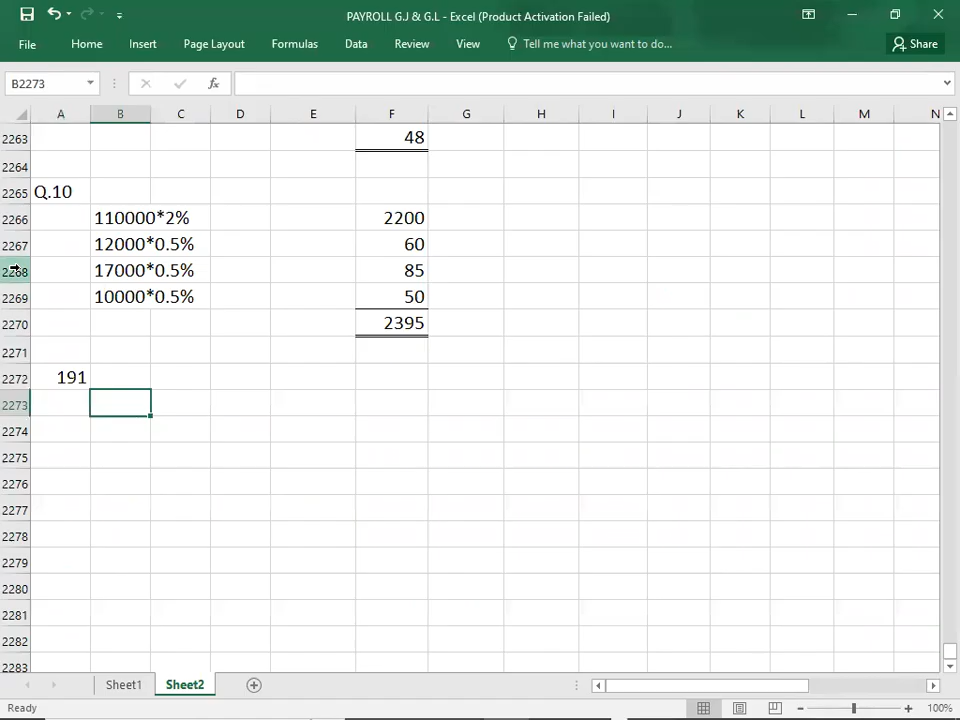 PAYROLL G.J & G.L - Excel (Product Activation Failed)
File Home Insert Page Layout Formulas Data Review View Tell me what you want to do... Share
B2273 fx
A B C D E F G H I J K L M N
2263 48
2264
2265 Q.10
2266 110000*2% 2200
2267 12000*0.5% 60
2268 17000*0.5% 85
2269 10000*0.5% 50
2270 2395
2271
2272 191
2273
2274
2275
2276
2277
2278
2279
2280
2281
2282
2283
Sheet1 Sheet2
Ready 100%